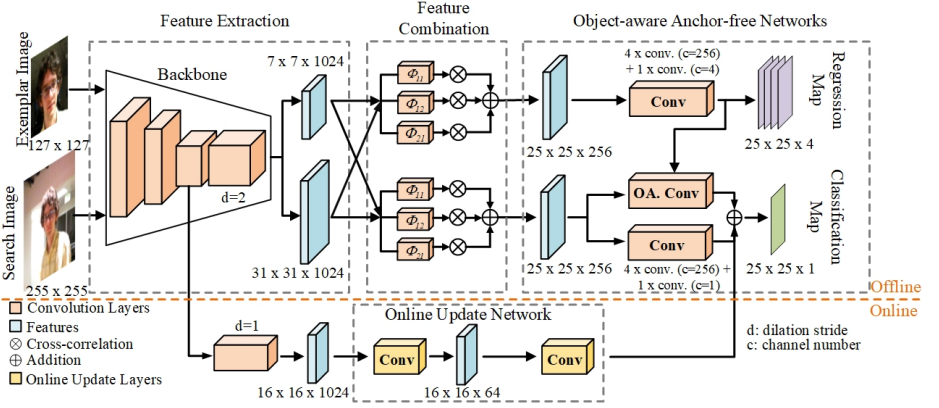 Feature Extraction
Feature
Combination
Object-aware Anchor-free Networks
Exemplar Image
127 x 127
Search Image
255 x 255
Backbone
d=2
7 x 7 x 1024
31 x 31 x 1024
Φ11
Φ12
Φ21
Φ11
Φ12
Φ21
25 x 25 x 256
4 x conv. (c=256)
+ 1 x conv. (c=4)
Conv
25 x 25 x 4
Regression
Map
25 x 25 x 256
OA. Conv
Conv
4 x conv. (c=256) +
1 x conv. (c=1)
25 x 25 x 1
Classification
Map
Offline
Online
Convolution Layers
Features
Cross-correlation
Addition
Online Update Layers
d=1
16 x 16 x 1024
Online Update Network
Conv
16 x 16 x 64
Conv
d: dilation stride
c: channel number